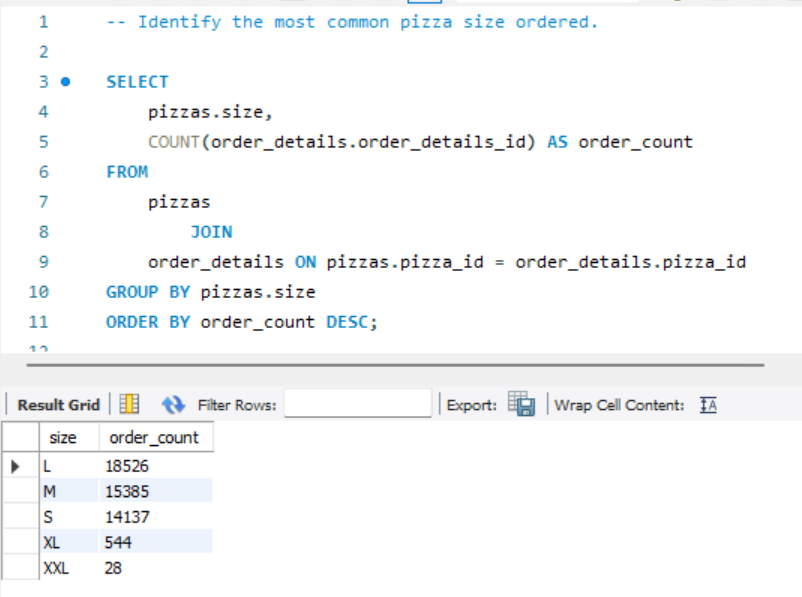 1 -- Identify the most common pizza size ordered.
2
3 SELECT
4 pizzas.size,
5 COUNT(order_details.order_details_id) AS order_count
6 FROM
7 pizzas
8 JOIN
9 order_details ON pizzas.pizza_id = order_details.pizza_id
10 GROUP BY pizzas.size
11 ORDER BY order_count DESC;
12
Result Grid Filter Rows: Export: Wrap Cell Content: IA
size order_count
L 18526
M 15385
S 14137
XL 544
XXL 28